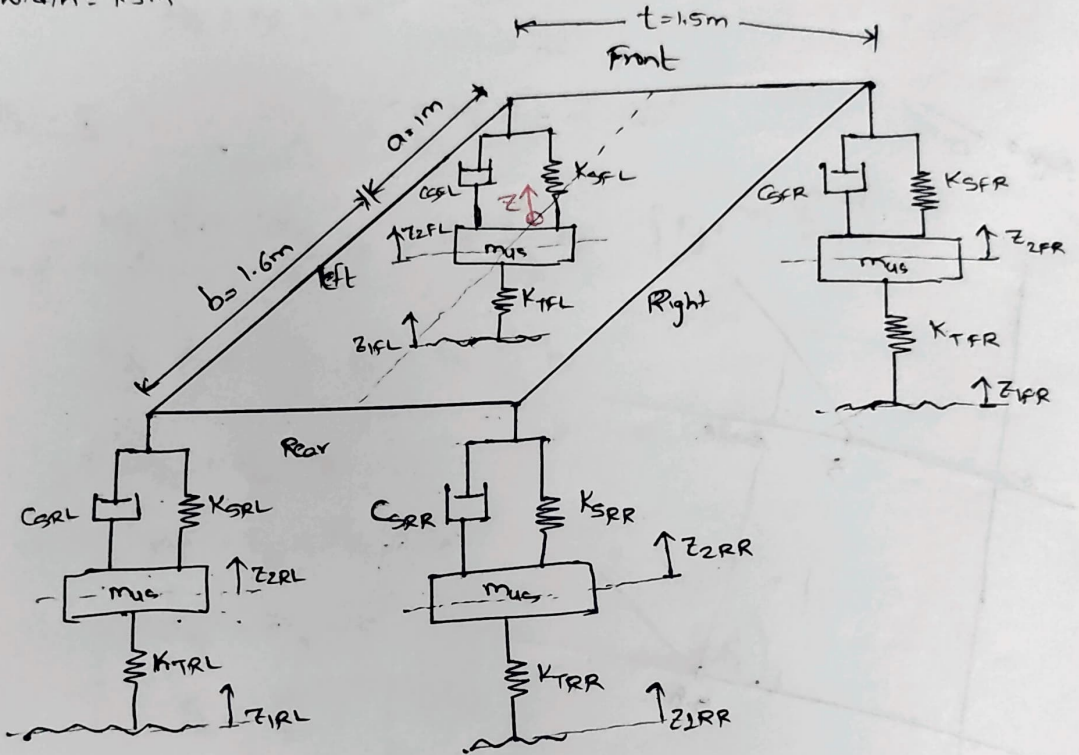 t=1.5m
Front
a=1m
CSFL
KSFL
Z
Z2FL
mus
KTFL
Z1FL
b=1.6m
left
Right
CSFR
KSFR
Z2FR
mus
KTFR
Z1FR
Rear
CSRL
KSRL
Z2RL
mus
KTRL
Z1RL
CSRR
KSRR
Z2RR
mus
KTRR
Z1RR